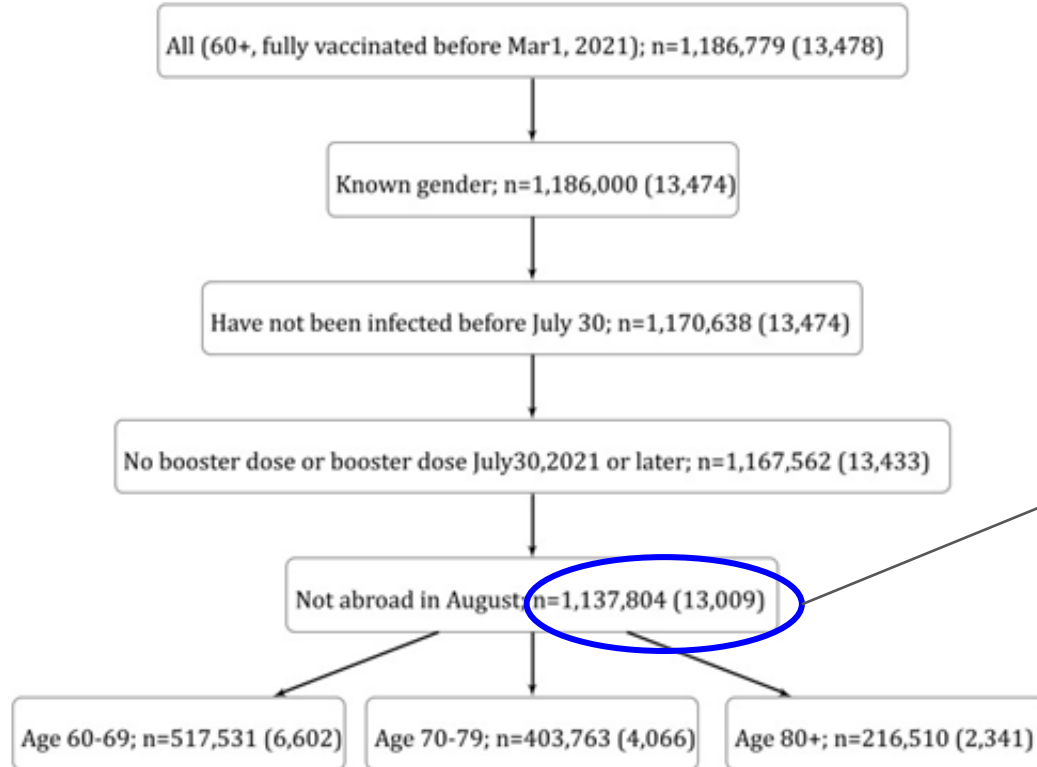 All (60+, fully vaccinated before Mar1, 2021); n=1,186,779 (13,478)
Known gender; n=1,186,000 (13,474)
Have not been infected before July 30; n=1,170,638 (13,474)
No booster dose or booster dose July30,2021 or later; n=1,167,562 (13,433)
Not abroad in August; n=1,137,804 (13,009)
Age 60-69; n=517,531 (6,602)
Age 70-79; n=403,763 (4,066)
Age 80+; n=216,510 (2,341)